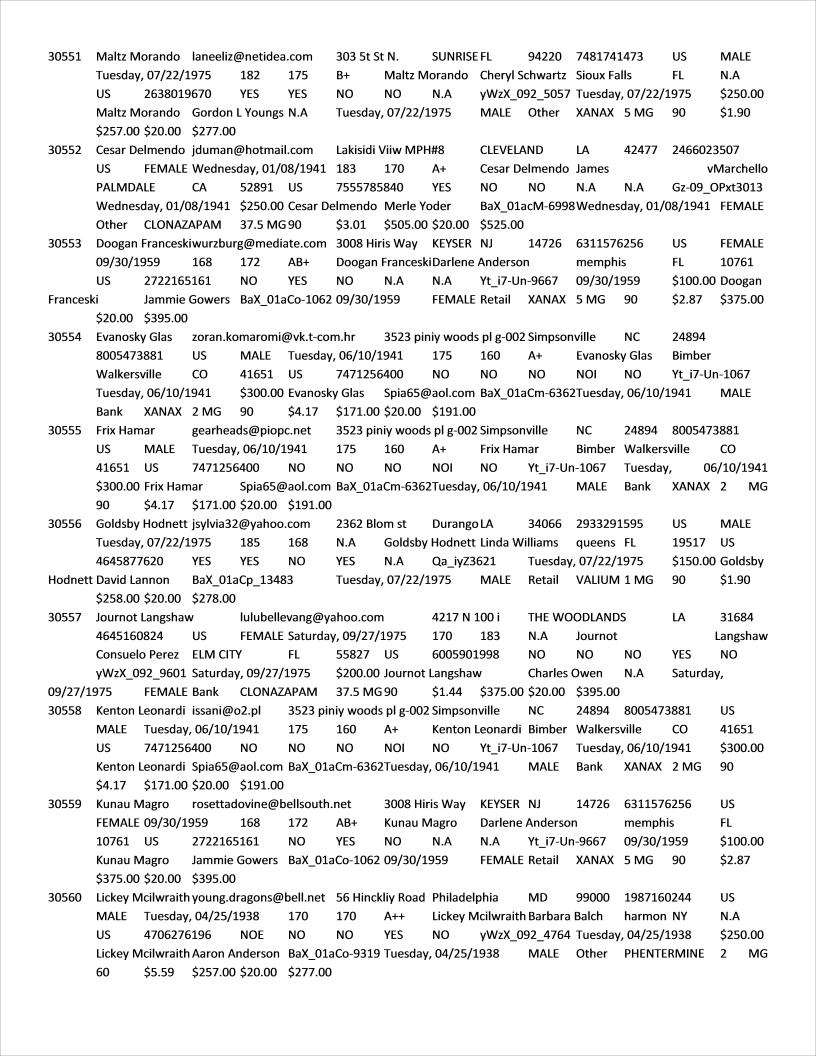 30551 Maltz Morando laneeliz@netidea.com 303 5t St N. SUNRISE FL 94220 7481741473 US MALE
Tuesday, 07/22/1975 182 175 B+ Maltz Morando Cheryl Schwartz Sioux Falls FL N.A
US 2638019670 YES YES NO NO N.A yWzX_092_5057 Tuesday, 07/22/1975 $250.00
Maltz Morando Gordon L Youngs N.A Tuesday, 07/22/1975 MALE Other XANAX 5 MG 90 $1.90
$257.00 $20.00 $277.00
30552 Cesar Delmendo jduman@hotmail.com Lakisidi Viiw MPH#8 CLEVELAND LA 42477 2466023507
US FEMALE Wednesday, 01/08/1941 183 170 A+ Cesar Delmendo James vMarchello
PALMDALE CA 52891 US 7555785840 YES NO NO N.A N.A Gz-09_OPxt3013
Wednesday, 01/08/1941 $250.00 Cesar Delmendo Merle Yoder BaX_01acM-6998Wednesday, 01/08/1941 FEMALE
Other CLONAZAPAM 37.5 MG 90 $3.01 $505.00 $20.00 $525.00
30553 Doogan Franceskiwurzburg@mediate.com 3008 Hiris Way KEYSER NJ 14726 6311576256 US FEMALE
09/30/1959 168 172 AB+ Doogan FranceskiDarlene Anderson memphis FL 10761
US 2722165161 NO YES NO N.A N.A Yt_i7-Un-9667 09/30/1959 $100.00 Doogan
Franceski Jammie Gowers BaX_01aCo-1062 09/30/1959 FEMALE Retail XANAX 5 MG 90 $2.87 $375.00
$20.00 $395.00
30554 Evanosky Glas zoran.komaromi@vk.t-com.hr 3523 piniy woods pl g-002 Simpsonville NC 24894
8005473881 US MALE Tuesday, 06/10/1941 175 160 A+ Evanosky Glas Bimber
Walkersville CO 41651 US 7471256400 NO NO NO NOI NO Yt_i7-Un-1067
Tuesday, 06/10/1941 $300.00 Evanosky Glas Spia65@aol.com BaX_01aCm-6362Tuesday, 06/10/1941 MALE
Bank XANAX 2 MG 90 $4.17 $171.00 $20.00 $191.00
30555 Frix Hamar gearheads@piopc.net 3523 piniy woods pl g-002 Simpsonville NC 24894 8005473881
US MALE Tuesday, 06/10/1941 175 160 A+ Frix Hamar Bimber Walkersville CO
41651 US 7471256400 NO NO NO NOI NO Yt_i7-Un-1067 Tuesday, 06/10/1941
$300.00 Frix Hamar Spia65@aol.com BaX_01aCm-6362Tuesday, 06/10/1941 MALE Bank XANAX 2 MG
90 $4.17 $171.00 $20.00 $191.00
30556 Goldsby Hodnett jsylvia32@yahoo.com 2362 Blom st Durango LA 34066 2933291595 US MALE
Tuesday, 07/22/1975 185 168 N.A Goldsby Hodnett Linda Williams queens FL 19517 US
4645877620 YES YES NO YES N.A Qa_iyZ3621 Tuesday, 07/22/1975 $150.00 Goldsby
Hodnett David Lannon BaX_01aCp_13483 Tuesday, 07/22/1975 MALE Retail VALIUM 1 MG 90 $1.90
$258.00 $20.00 $278.00
30557 Journot Langshaw lulubellevang@yahoo.com 4217 N 100 i THE WOODLANDS LA 31684
4645160824 US FEMALE Saturday, 09/27/1975 170 183 N.A Journot Langshaw
Consuelo Perez ELM CITY FL 55827 US 6005901998 NO NO NO YES NO
yWzX_092_9601 Saturday, 09/27/1975 $200.00 Journot Langshaw Charles Owen N.A Saturday,
09/27/1975 FEMALE Bank CLONAZAPAM 37.5 MG 90 $1.44 $375.00 $20.00 $395.00
30558 Kenton Leonardi issani@o2.pl 3523 piniy woods pl g-002 Simpsonville NC 24894 8005473881 US
MALE Tuesday, 06/10/1941 175 160 A+ Kenton Leonardi Bimber Walkersville CO 41651
US 7471256400 NO NO NO NOI NO Yt_i7-Un-1067 Tuesday, 06/10/1941 $300.00
Kenton Leonardi Spia65@aol.com BaX_01aCm-6362Tuesday, 06/10/1941 MALE Bank XANAX 2 MG 90
$4.17 $171.00 $20.00 $191.00
30559 Kunau Magro rosettadovine@bellsouth.net 3008 Hiris Way KEYSER NJ 14726 6311576256 US
FEMALE 09/30/1959 168 172 AB+ Kunau Magro Darlene Anderson memphis FL
10761 US 2722165161 NO YES NO N.A N.A Yt_i7-Un-9667 09/30/1959 $100.00
Kunau Magro Jammie Gowers BaX_01aCo-1062 09/30/1959 FEMALE Retail XANAX 5 MG 90 $2.87
$375.00 $20.00 $395.00
30560 Lickey Mcilwraith young.dragons@bell.net 56 Hinckliy Road Philadelphia MD 99000 1987160244 US
MALE Tuesday, 04/25/1938 170 170 A++ Lickey Mcilwraith Barbara Balch harmon NY N.A
US 4706276196 NOE NO NO YES NO yWzX_092_4764 Tuesday, 04/25/1938 $250.00
Lickey Mcilwraith Aaron Anderson BaX_01aCo-9319 Tuesday, 04/25/1938 MALE Other PHENTERMINE 2 MG
60 $5.59 $257.00 $20.00 $277.00